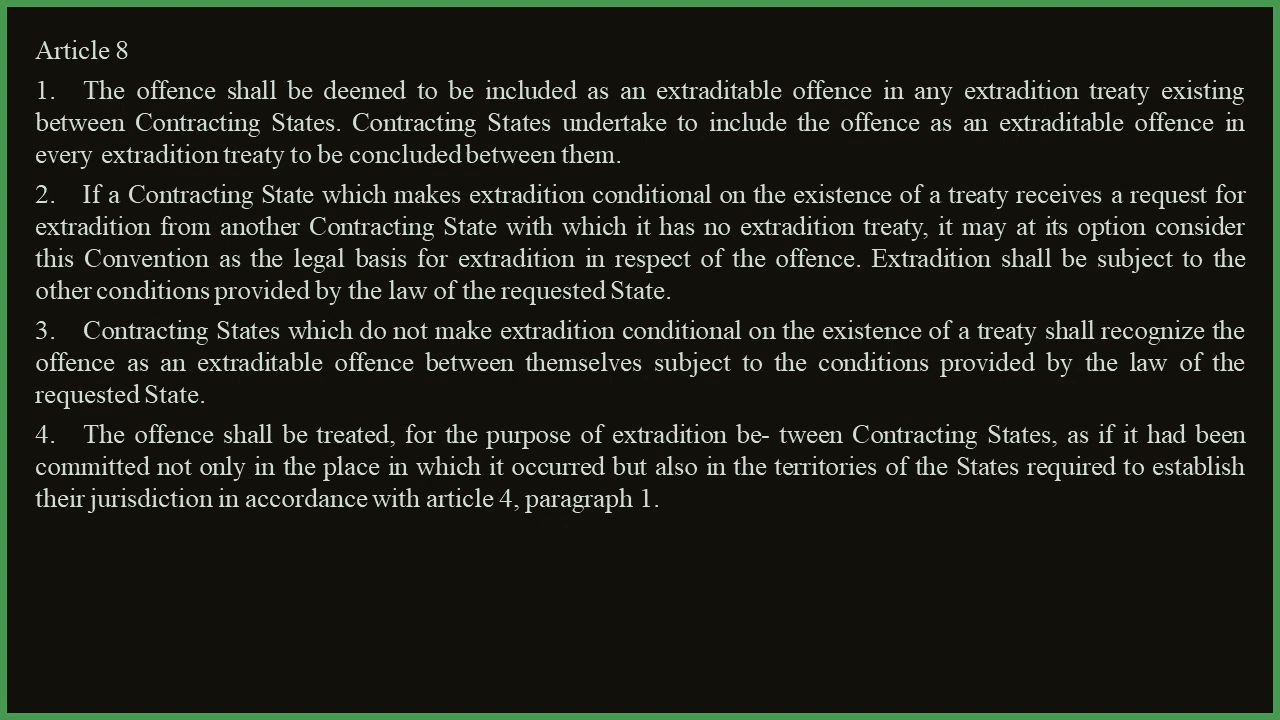 Article 8
1. The offence shall be deemed to be included as an extraditable offence in any extradition treaty existing
between Contracting States. Contracting States undertake to include the offence as an extraditable offence in
every extradition treaty to be concluded between them.
2. If a Contracting State which makes extradition conditional on the existence of a treaty receives a request for
extradition from another Contracting State with which it has no extradition treaty, it may at its option consider
this Convention as the legal basis for extradition in respect of the offence. Extradition shall be subject to the
other conditions provided by the law of the requested State.
3. Contracting States which do not make extradition conditional on the existence of a treaty shall recognize the
offence as an extraditable offence between themselves subject to the conditions provided by the law of the
requested State.
4. The offence shall be treated, for the purpose of extradition be- tween Contracting States, as if it had been
committed not only in the place in which it occurred but also in the territories of the States required to establish
their jurisdiction in accordance with article 4, paragraph 1.